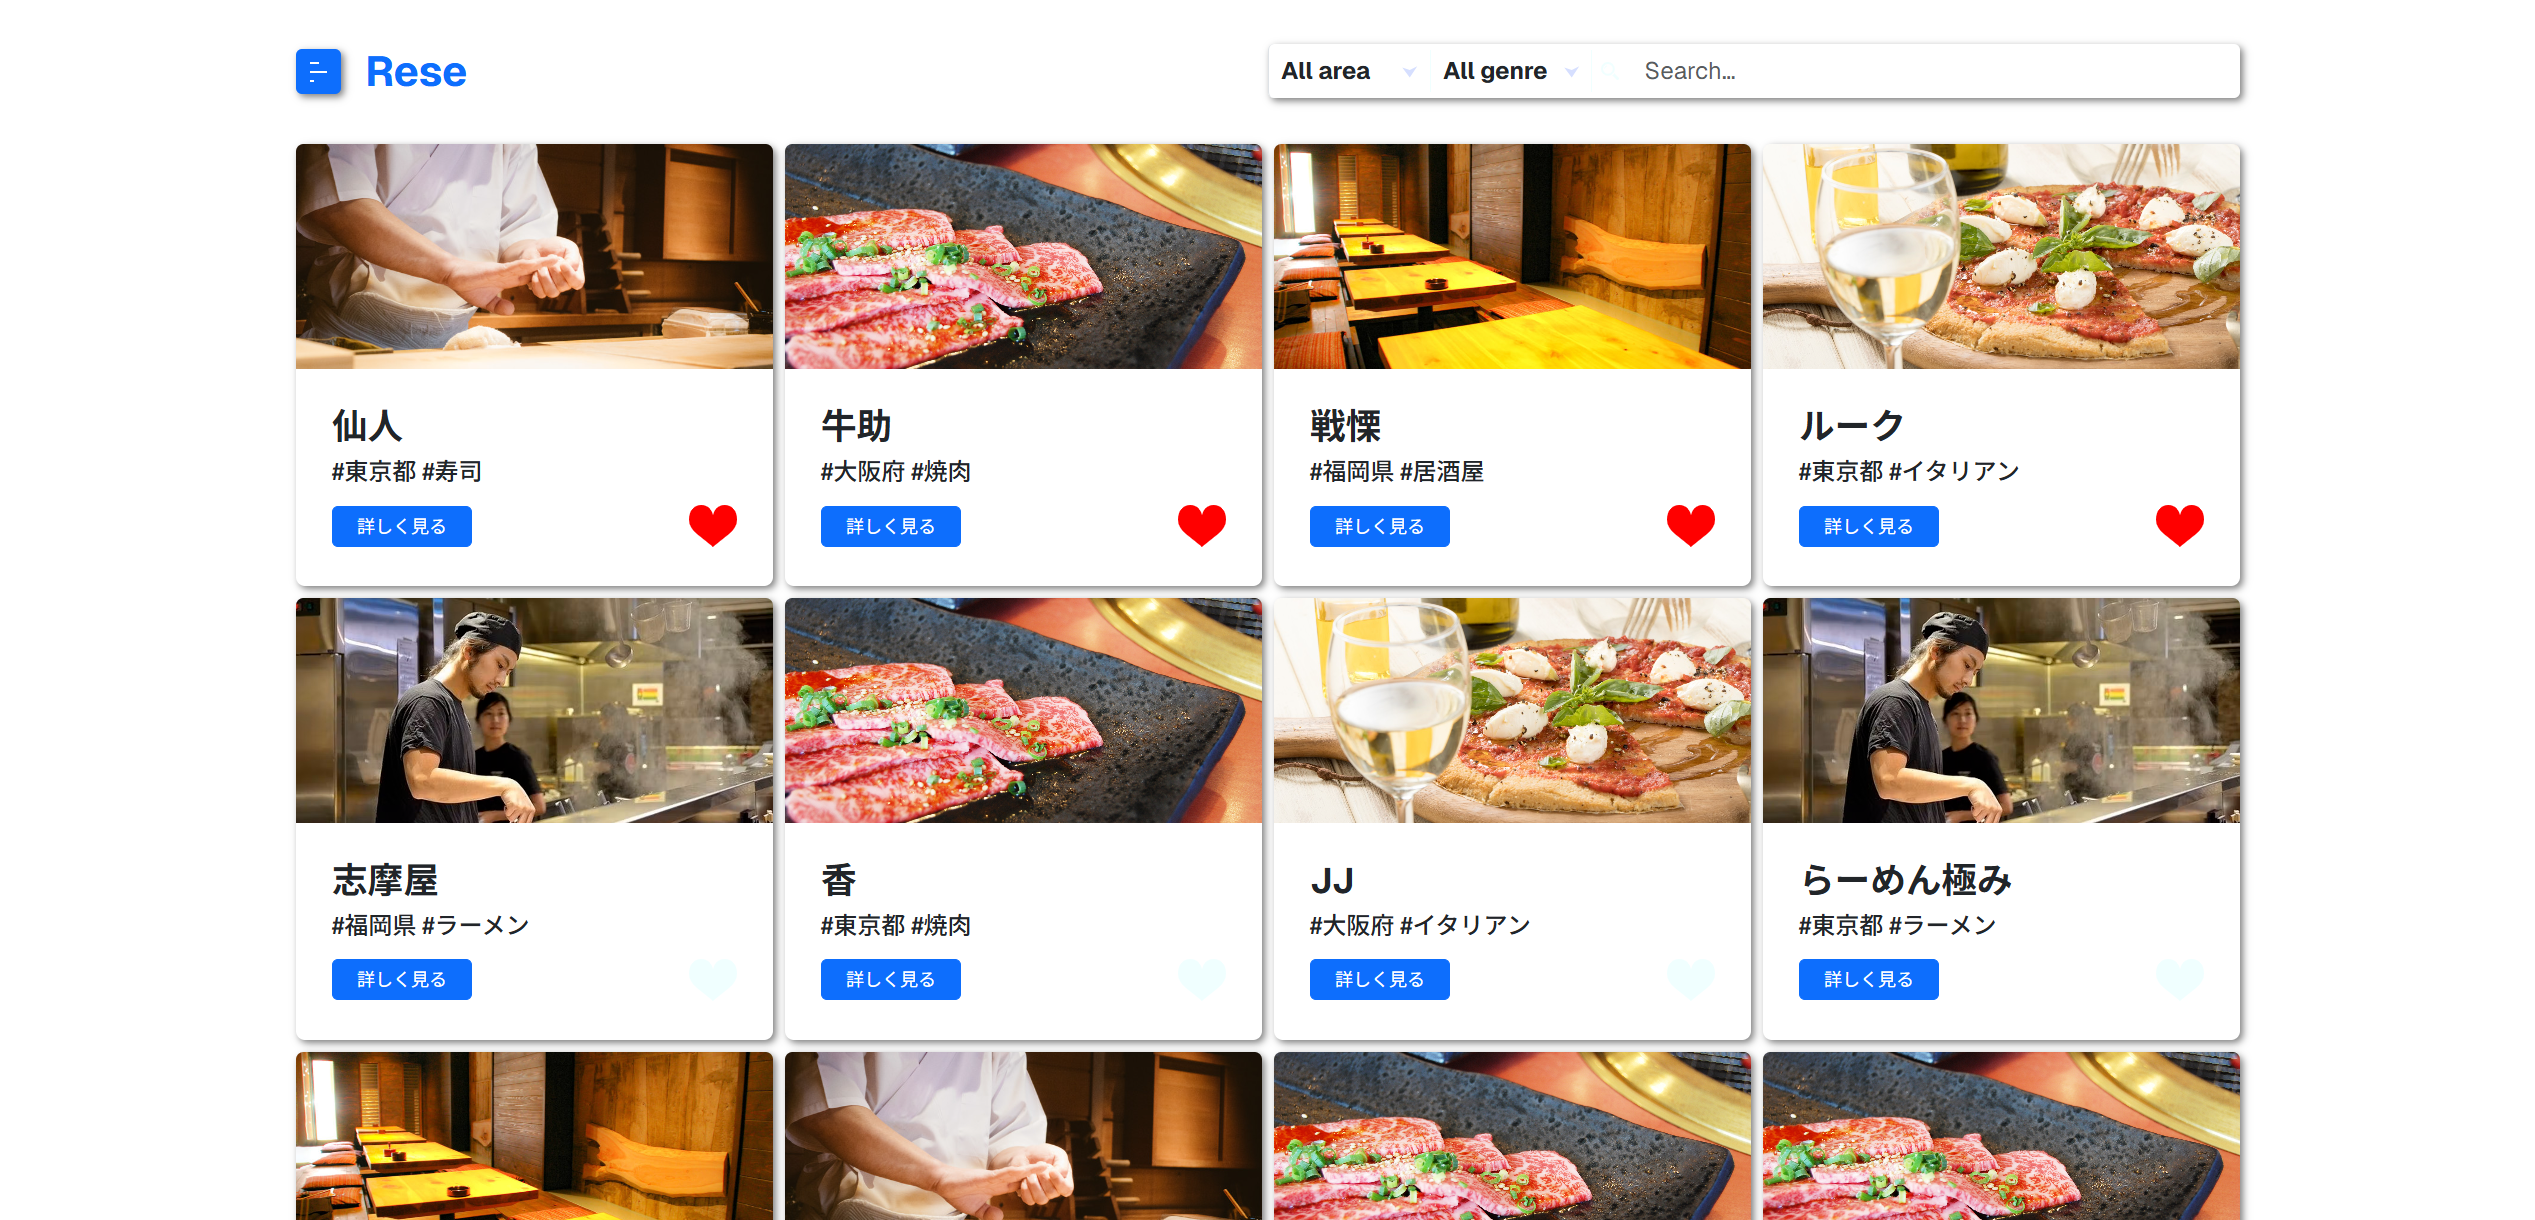 Rese
All area All genre Search...
仙人
#東京都 #寿司
詳しく見る
牛助
#大阪府 #焼肉
詳しく見る
戦慄
#福岡県 #居酒屋
詳しく見る
ルーク
#東京都 #イタリアン
詳しく見る
志摩屋
#福岡県 #ラーメン
詳しく見る
香
#東京都 #焼肉
詳しく見る
JJ
#大阪府 #イタリアン
詳しく見る
らーめん極み
#東京都 #ラーメン
詳しく見る